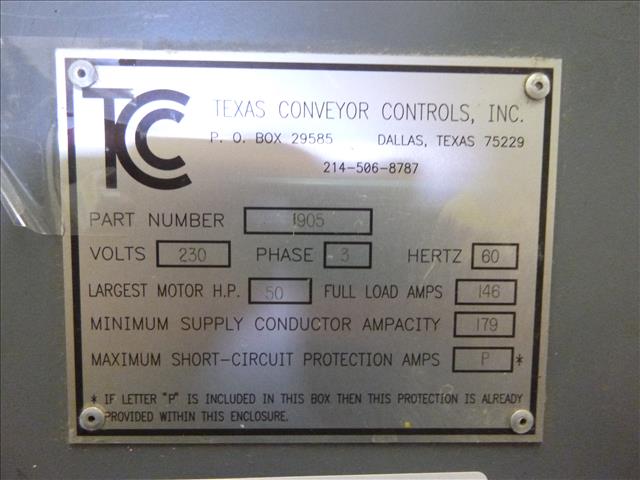 TCC
TEXAS CONVEYOR CONTROLS, INC.
P. O. BOX 29585 DALLAS, TEXAS 75229
214-506-8787
PART NUMBER 1905
VOLTS 230 PHASE 3 HERTZ 60
LARGEST MOTOR H.P. 50 FULL LOAD AMPS 146
MINIMUM SUPPLY CONDUCTOR AMPACITY 179
MAXIMUM SHORT-CIRCUIT PROTECTION AMPS P *
* IF LETTER "P" IS INCLUDED IN THIS BOX THEN THIS PROTECTION IS ALREADY
PROVIDED WITHIN THIS ENCLOSURE.